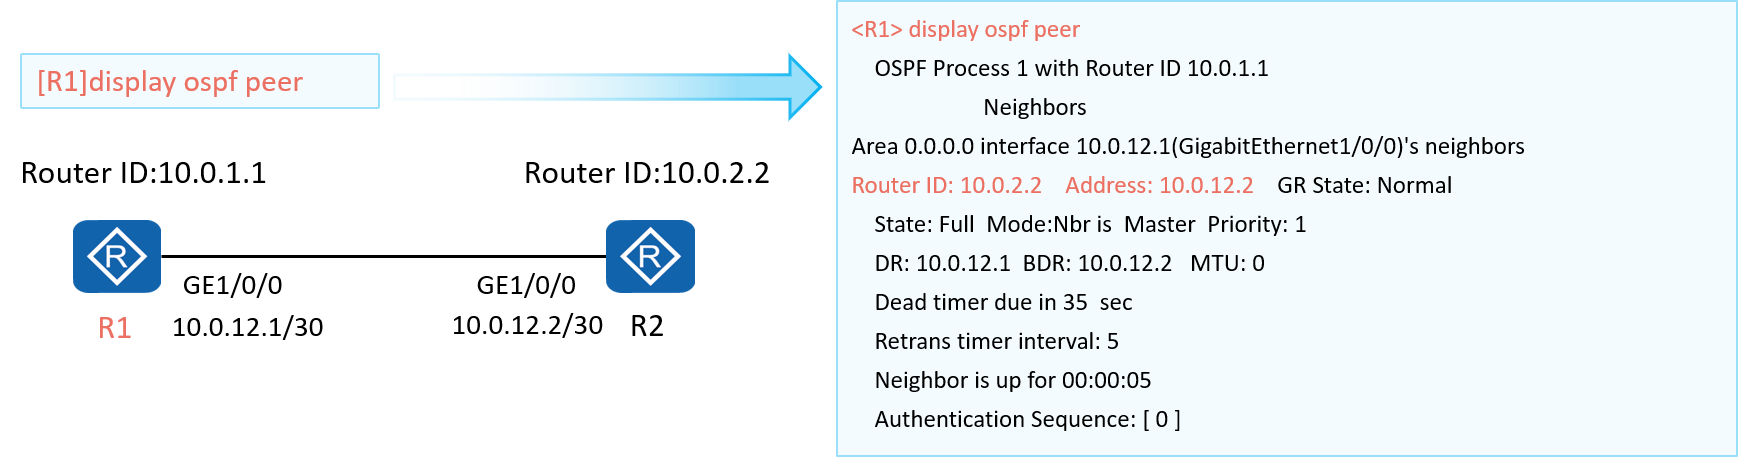 [R1]display ospf peer
Router ID:10.0.1.1
Router ID:10.0.2.2
R
R
GE1/0/0
GE1/0/0
R1
10.0.12.1/30
10.0.12.2/30
R2
<R1> display ospf peer
OSPF Process 1 with Router ID 10.0.1.1
Neighbors
Area 0.0.0.0 interface 10.0.12.1(GigabitEthernet1/0/0)'s neighbors
Router ID: 10.0.2.2 Address: 10.0.12.2 GR State: Normal
State: Full Mode:Nbr is Master Priority: 1
DR: 10.0.12.1 BDR: 10.0.12.2 MTU: 0
Dead timer due in 35 sec
Retrans timer interval: 5
Neighbor is up for 00:00:05
Authentication Sequence: [ 0 ]